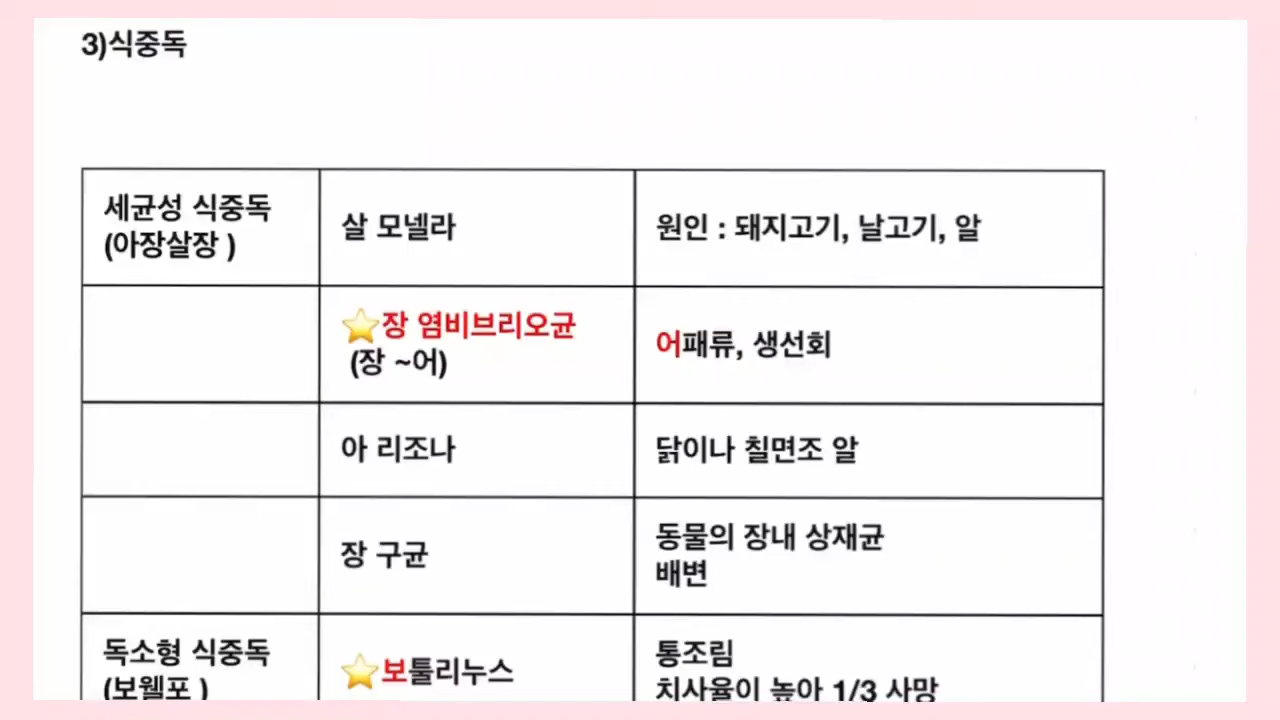 3)식중독
세균성 식중독
(아장살장 )
살 모넬라
원인 : 돼지고기, 날고기, 알
⭐장 염비브리오균
(장 ~어)
어패류, 생선회
아 리조나
닭이나 칠면조 알
장 구균
동물의 장내 상재균
배변
독소형 식중독
(보웰포 )
⭐보툴리누스
통조림
치사율이 높아 1/3 사망